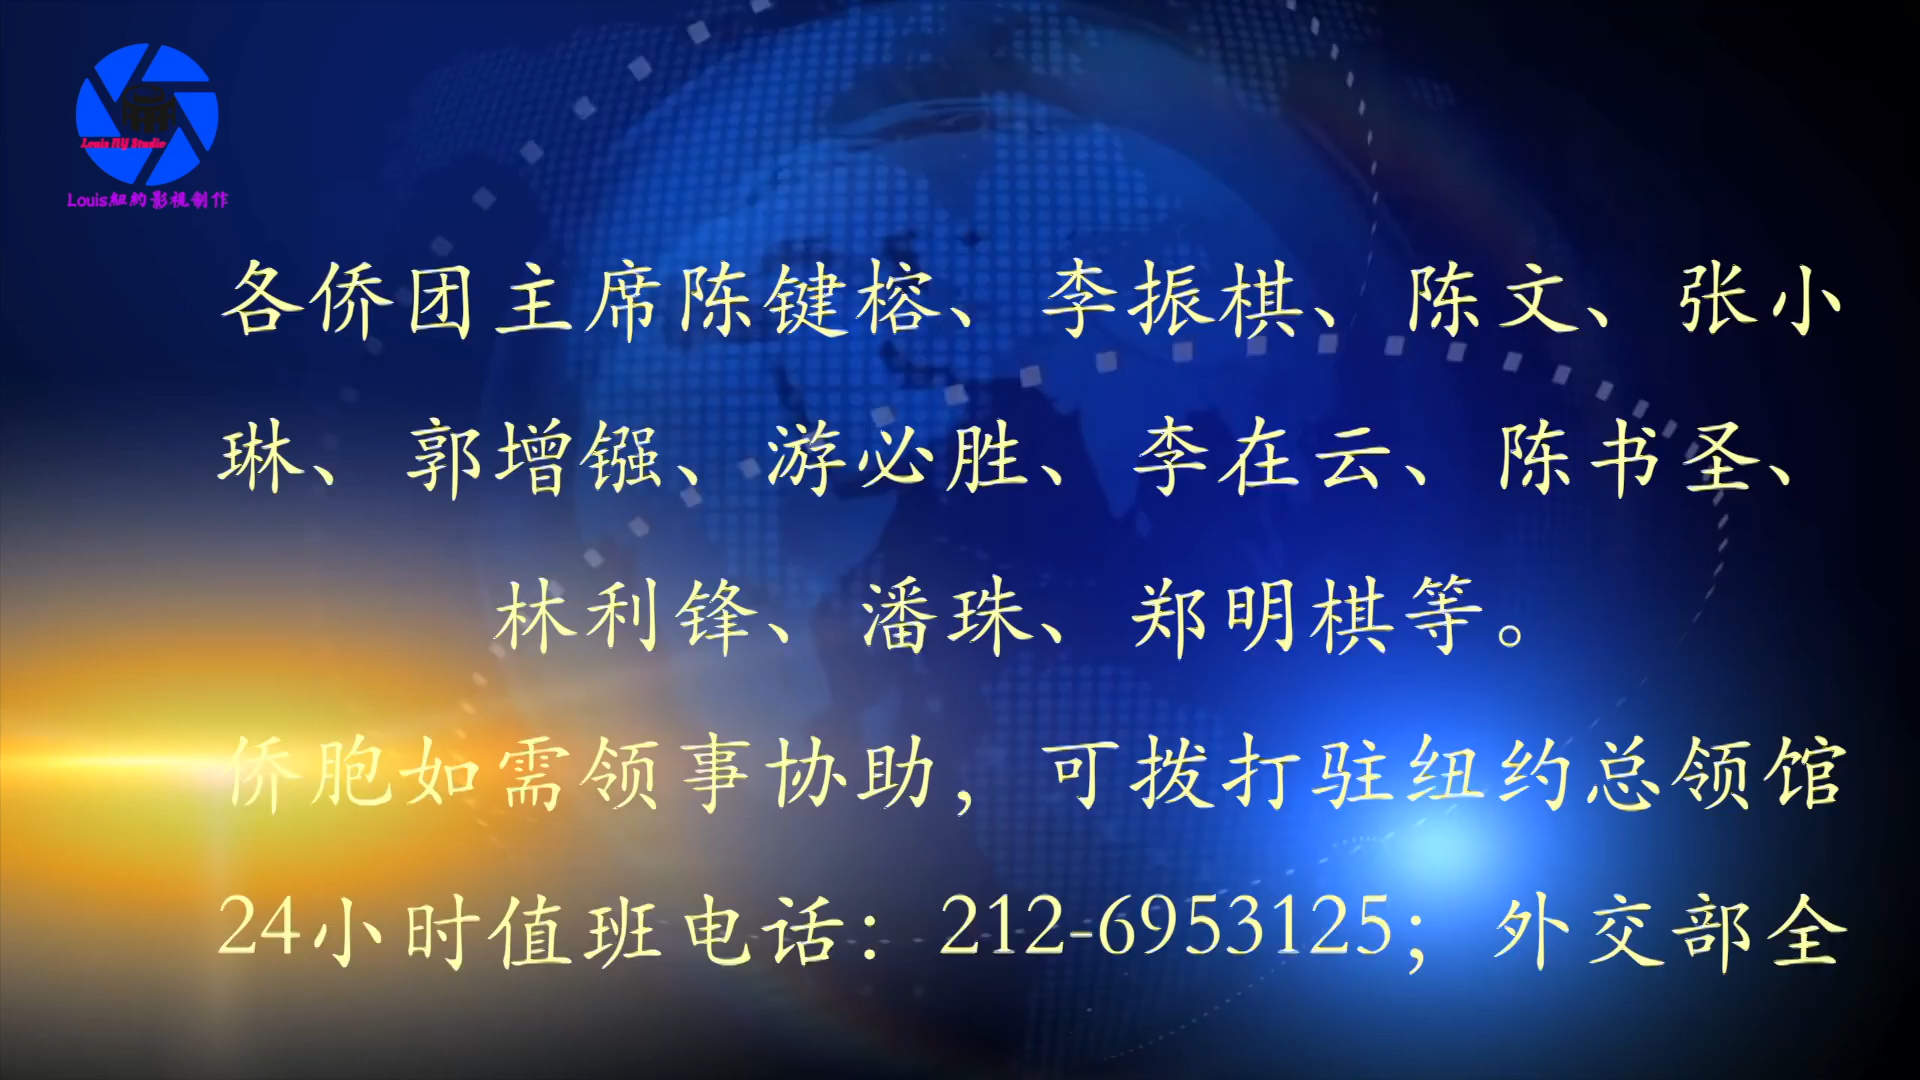 Louis NY Studio
Louis紐約影视制作
各侨团主席陈键榕、李振棋、陈文、张小
琳、郭增镪、游必胜、李在云、陈书圣、
林利锋、潘珠、郑明棋等。
侨胞如需领事协助，可拨打驻纽约总领馆
24小时值班电话：212-6953125；外交部全